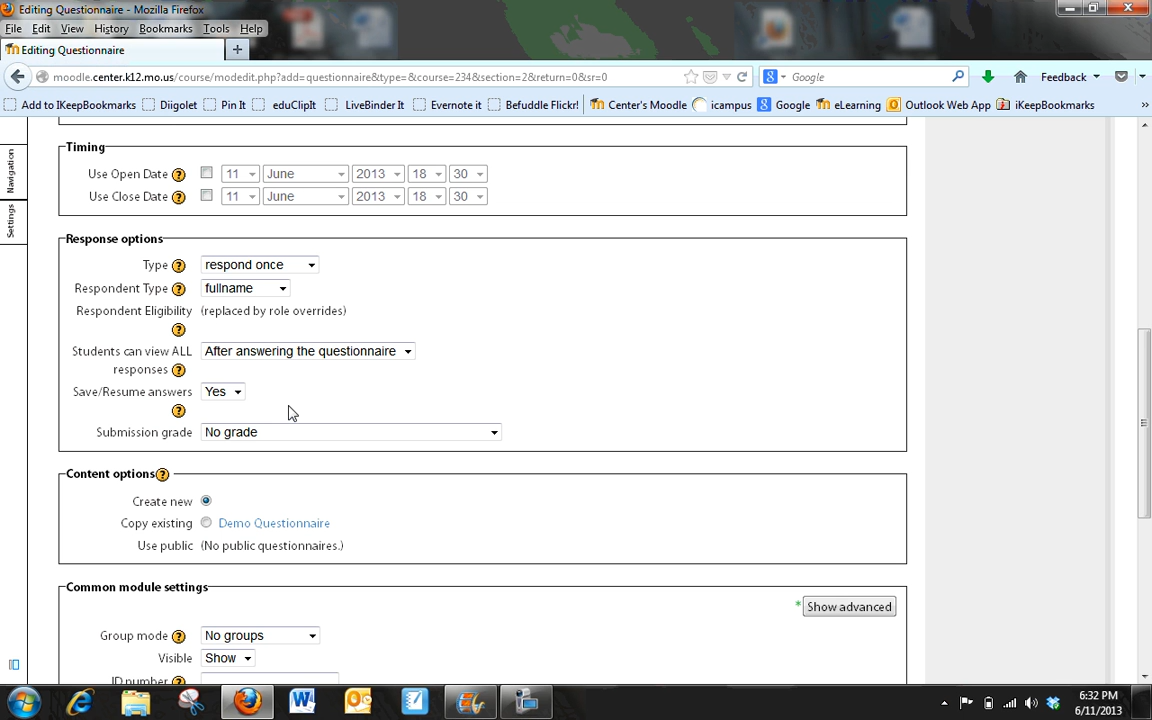 Editing Questionnaire - Mozilla Firefox
File Edit View History Bookmarks Tools Help
Editing Questionnaire
moodle.center.k12.mo.us/course/modedit.php?add=questionnaire&type=&course=234&section=2&return=0&sr=0
Google
Feedback
Add to IKeepBookmarks Diigolet Pin It eduClipIt LiveBinder It Evernote it Befuddle Flickr! Center's Moodle icampus Google eLearning Outlook Web App iKeepBookmarks
Navigation
Settings
Timing
Use Open Date 11 June 2013 18 30
Use Close Date 11 June 2013 18 30
Response options
Type respond once
Respondent Type fullname
Respondent Eligibility (replaced by role overrides)
Students can view ALL After answering the questionnaire
responses
Save/Resume answers Yes
Submission grade No grade
Content options
Create new
Copy existing Demo Questionnaire
Use public (No public questionnaires.)
Common module settings
* Show advanced
Group mode No groups
Visible Show
ID number
6:32 PM
6/11/2013